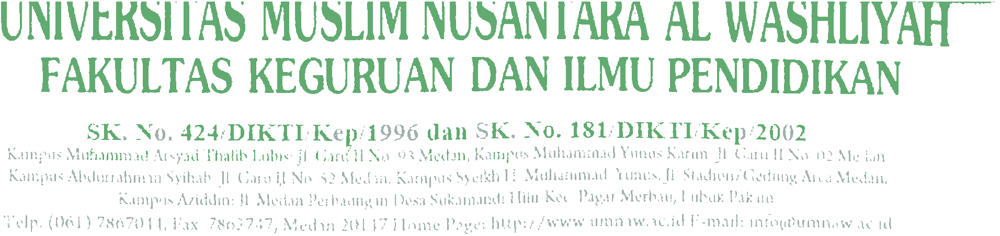 UNIVERSITAS MUSLIM NUSANTARA AL WASHLIYAH
FAKULTAS KEGURUAN DAN ILMU PENDIDIKAN
SK. No. 424/DIKTI/Kep/1996 dan SK. No. 181/DIKTI/Kep/2002
Kampus Muhammad Arsyad Thalib Lubis: Jl Garu II No 93 Medan, Kampus Muhammad Yunus Karim Jl Garu II No 02 Medan
Kampus Abdurrahman Syihab Jl Garu II No 52 Medan, Kampus Syeikh H Muhammad Yunus, Jl Stadion/Gedung Arca Medan,
Kampus Aziddin: Jl Medan Perbaungan Desa Sukamandi Hilir Kec Pagar Merbau, Lubuk Pakam
Telp. (061) 7867044, Fax 7862747, Medan 20147 Home Page: http://www umnaw.ac.id E-mail: info@umnaw ac id